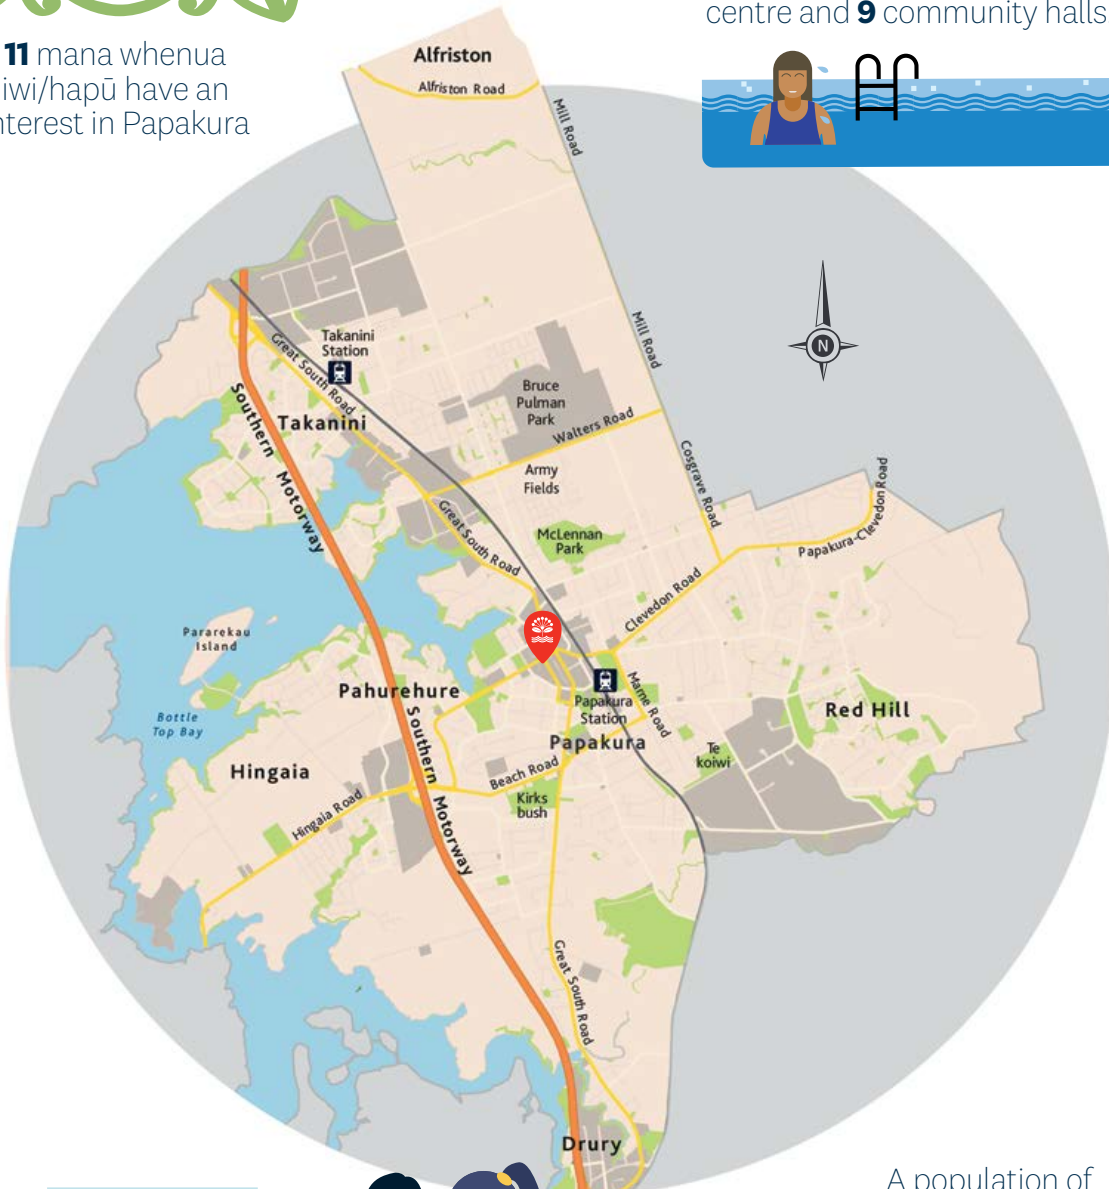 centre and 9 community halls
11 mana whenua
iwi/hapū have an
nterest in Papakura
Alfriston
Alfriston Road
Mill Road
Mill Road
Takanini
Station
Great South Road
Southern Motorway
Takanini
Bruce
Pulman
Park
Walters Road
Army
Fields
Cosgrave Road
Papakura-Clevedon Road
Great South Road
McLennan
Park
N
Clevedon Road
Pararekau
Island
Pahurehure
Bottle
Top Bay
Southern Motorway
Papakura
Station
Marne Road
Red Hill
Papakura
Te
koiwi
Hingaia
Beach Road
Hingaia Road
Kirks
bush
Great South Road
Drury
A population of